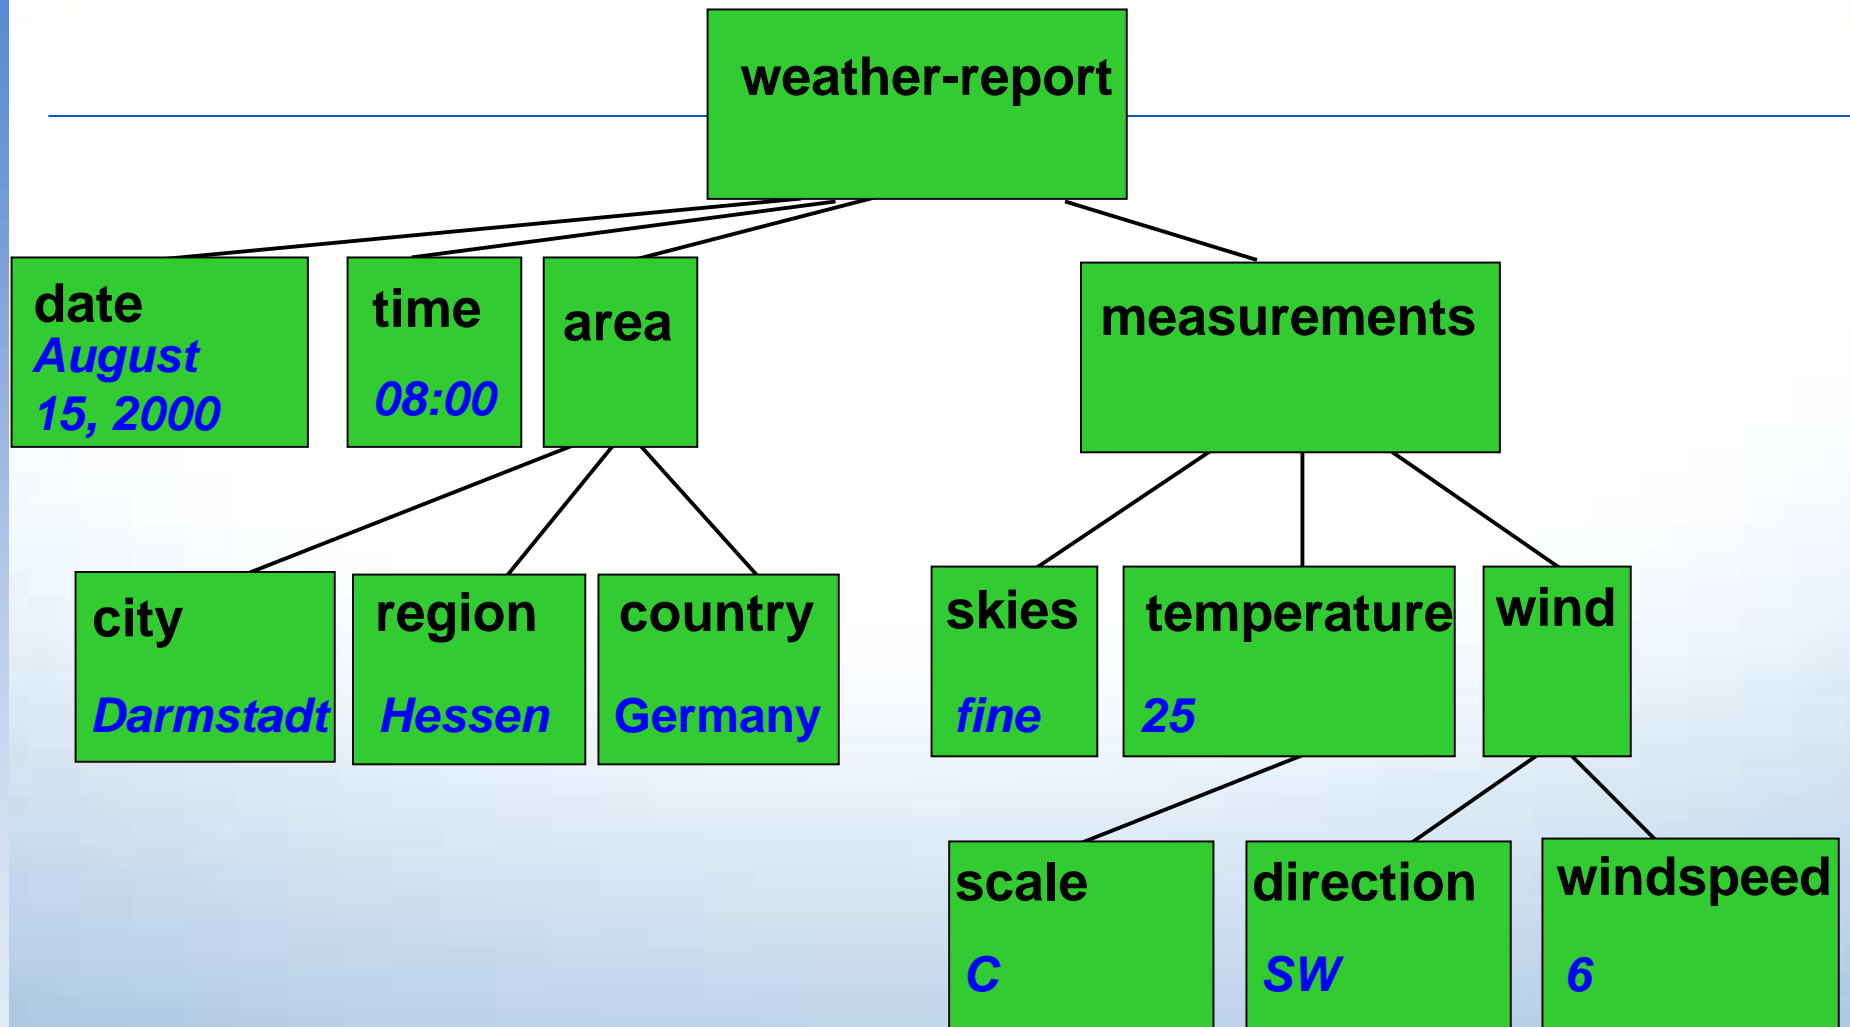 weather-report
date
August
15, 2000
time
08:00
area
measurements
city
Darmstadt
region
Hessen
country
Germany
skies
fine
temperature
25
wind
scale
C
direction
SW
windspeed
6